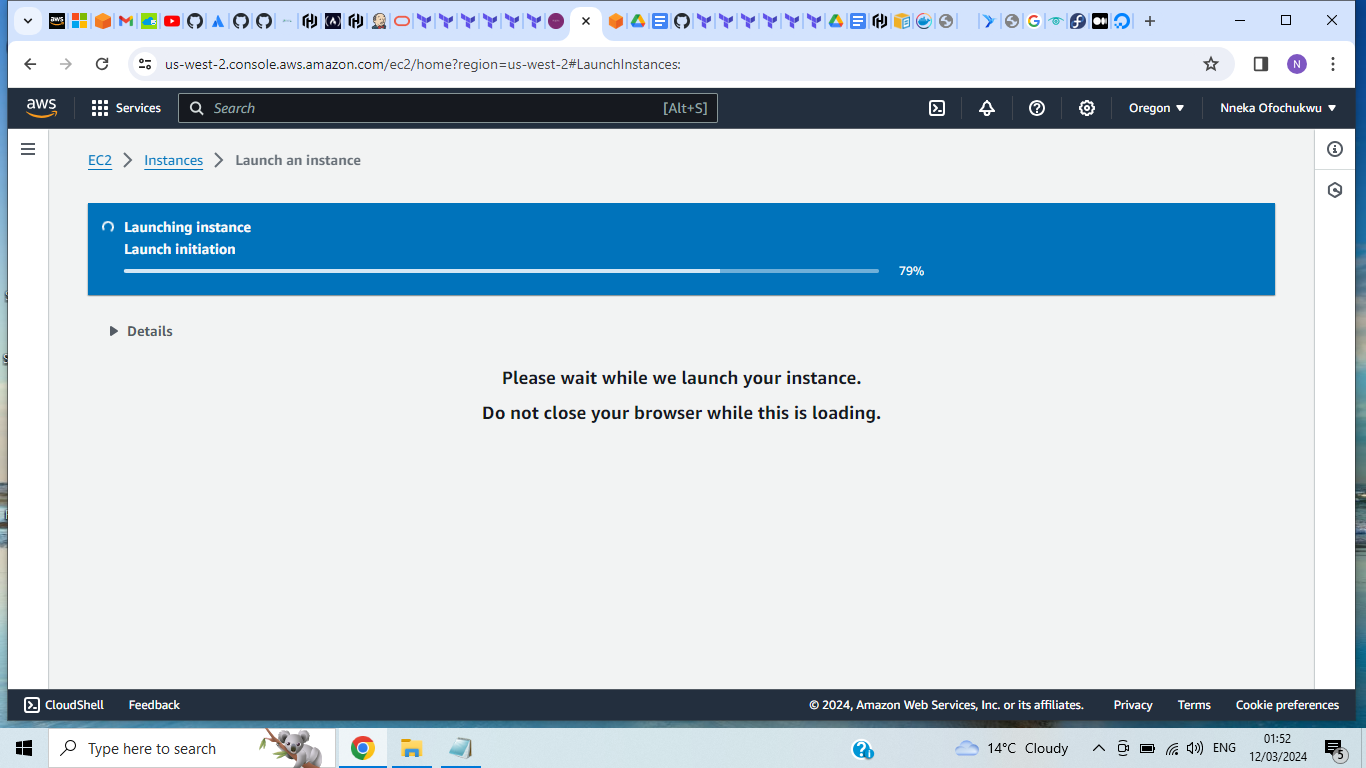 us-west-2.console.aws.amazon.com/ec2/home?region=us-west-2#LaunchInstances:
N
aws
Services
Search
[Alt+S]
Oregon
Nneka Ofochukwu
EC2
Instances
Launch an instance
Launching instance
Launch initiation
79%
Details
Please wait while we launch your instance.
Do not close your browser while this is loading.
CloudShell
Feedback
© 2024, Amazon Web Services, Inc. or its affiliates.
Privacy
Terms
Cookie preferences
Type here to search
14°C Cloudy
ENG
01:52
12/03/2024
5